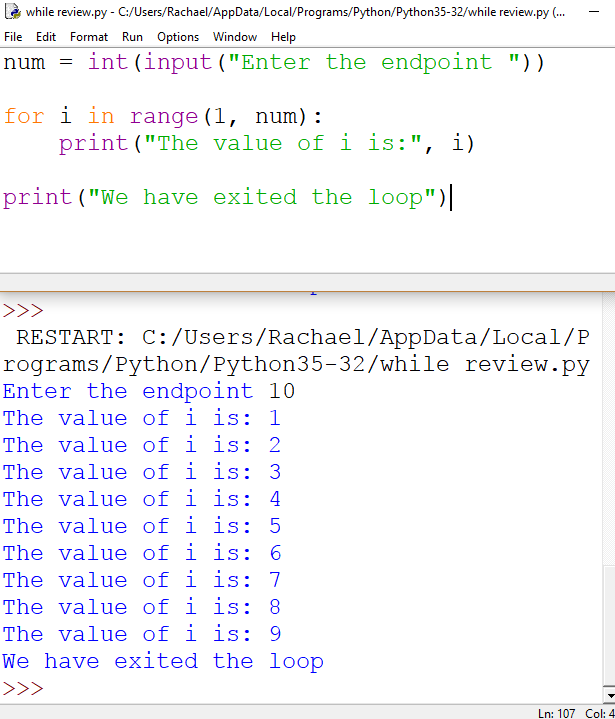 while review.py - C:/Users/Rachael/AppData/Local/Programs/Python/Python35-32/while review.py (...
File Edit Format Run Options Window Help
num = int(input("Enter the endpoint "))
for i in range(1, num):
    print("The value of i is:", i)
print("We have exited the loop")
>>>
 RESTART: C:/Users/Rachael/AppData/Local/P
rograms/Python/Python35-32/while review.py
Enter the endpoint 10
The value of i is: 1
The value of i is: 2
The value of i is: 3
The value of i is: 4
The value of i is: 5
The value of i is: 6
The value of i is: 7
The value of i is: 8
The value of i is: 9
We have exited the loop
>>>
Ln: 107 Col: 4